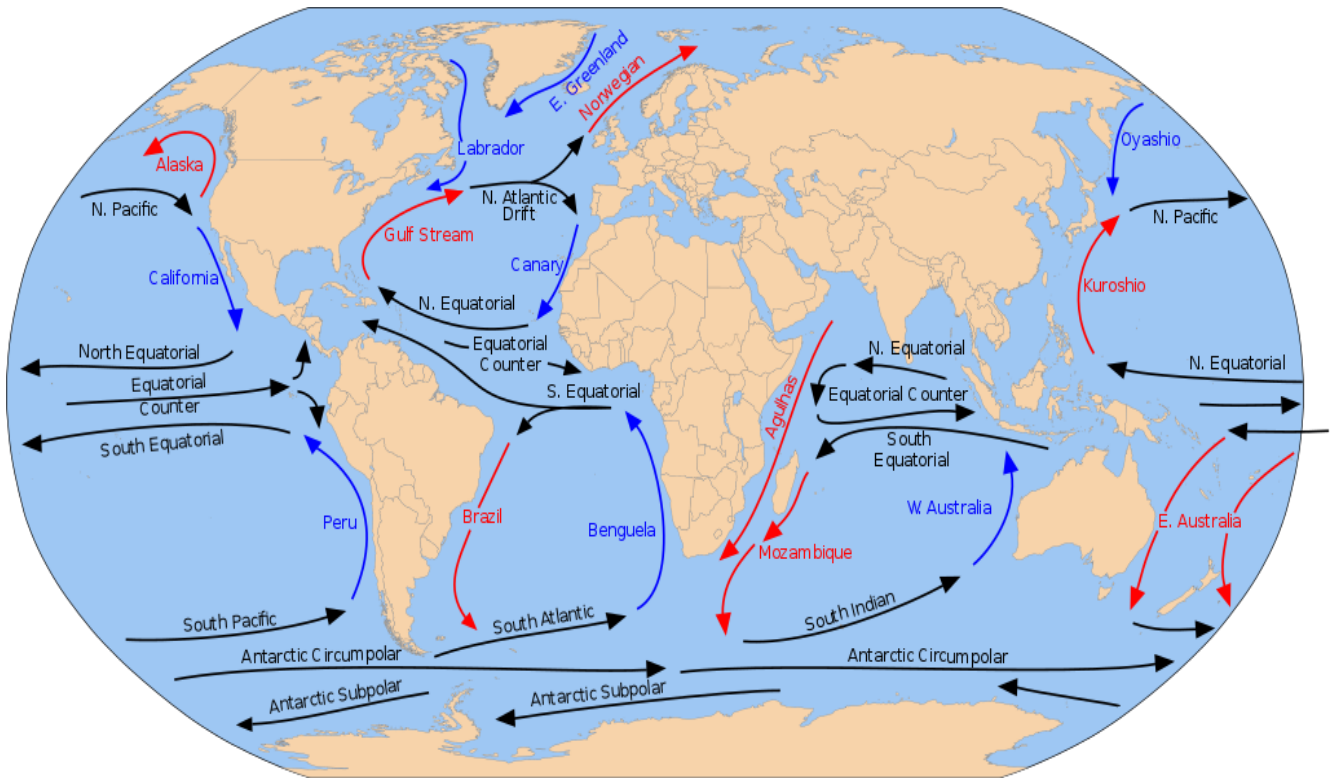 E. Greenland
Norwegian
Labrador
Oyashio
Alaska
N. Pacific
N. Atlantic
Drift
N. Pacific
Gulf Stream
Canary
California
Kuroshio
N. Equatorial
Equatorial
Counter
North Equatorial
N. Equatorial
N. Equatorial
Equatorial
Counter
S. Equatorial
Agulhas
Equatorial Counter
South Equatorial
South
Equatorial
Peru
Brazil
Benguela
W. Australia
E. Australia
Mozambique
South Pacific
South Atlantic
South Indian
Antarctic Circumpolar
Antarctic Circumpolar
Antarctic Subpolar
Antarctic Subpolar